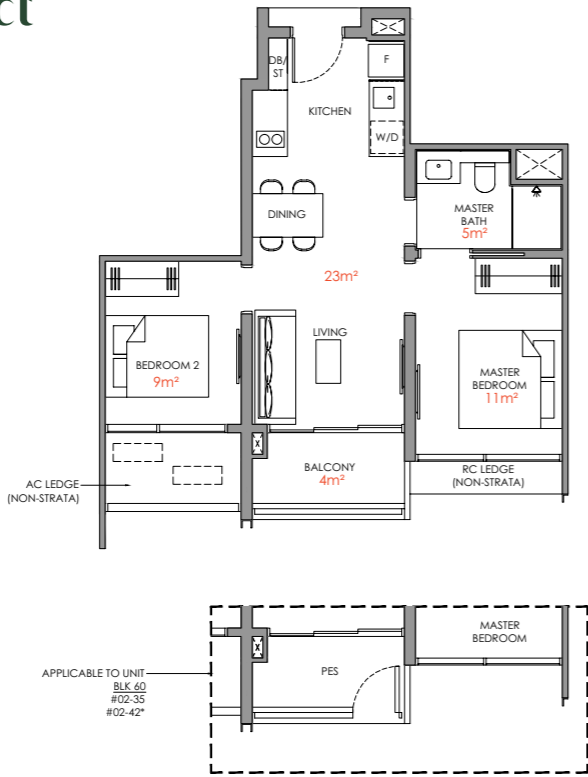 ct
DB/
ST
F
KITCHEN
W/D
DINING
MASTER
BATH
5m²
23m²
LIVING
BEDROOM 2
9m²
MASTER
BEDROOM
11m²
BALCONY
4m²
RC LEDGE
(NON-STRATA)
AC LEDGE
(NON-STRATA)
MASTER
BEDROOM
PES
APPLICABLE TO UNIT
BLK 60
#02-35
#02-42*